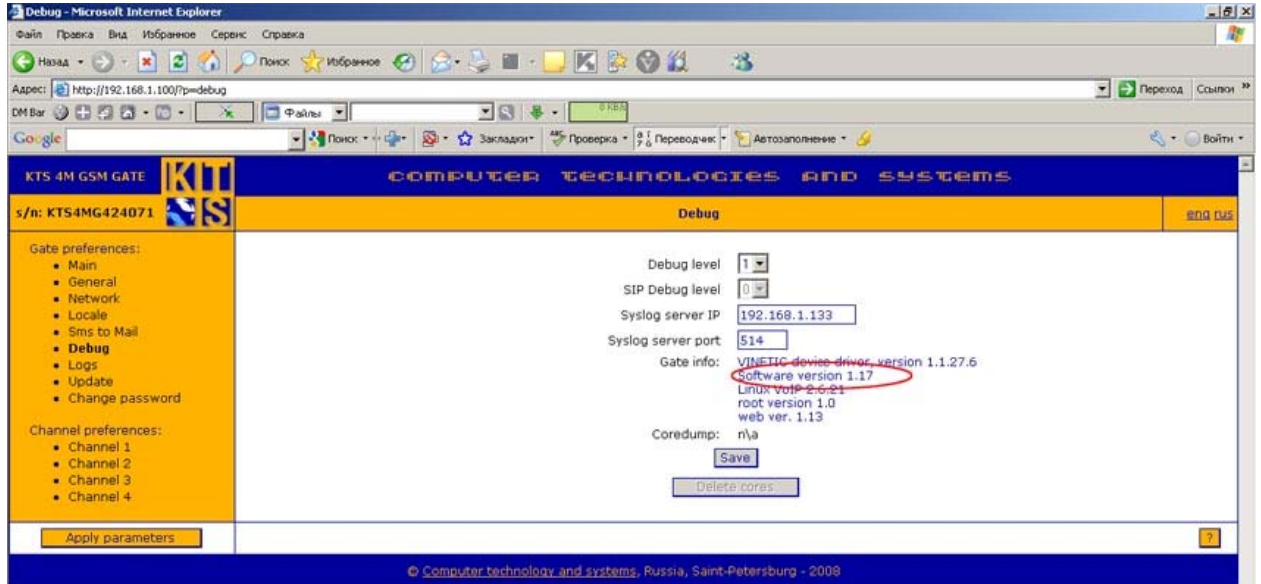 Debug - Microsoft Internet Explorer
Файл Правка Вид Избранное Сервис Справка
Назад Поиск Избранное
Адрес: http://192.168.1.100/?p=debug Переход Ссылки »
DM Bar Файлы 0 KB/s
Google Поиск Закладки Проверка Переводчик Автозаполнение Войти
KTS 4M GSM GATE KTS COMPUTER TECHNOLOGIES AND SYSTEMS
s/n: KTS4MG424071 Debug eng rus
Gate preferences:
• Main
• General
• Network
• Locale
• Sms to Mail
• Debug
• Logs
• Update
• Change password
Channel preferences:
• Channel 1
• Channel 2
• Channel 3
• Channel 4
Apply parameters
Debug level 1
SIP Debug level 0
Syslog server IP 192.168.1.133
Syslog server port 514
Gate info: VINETIC device driver, version 1.1.27.6
Software version 1.17
Linux VoIP 2.6.21
root version 1.0
web ver. 1.13
Coredump: n\a
Save
Delete cores
?
© Computer technology and systems, Russia, Saint-Petersburg - 2008